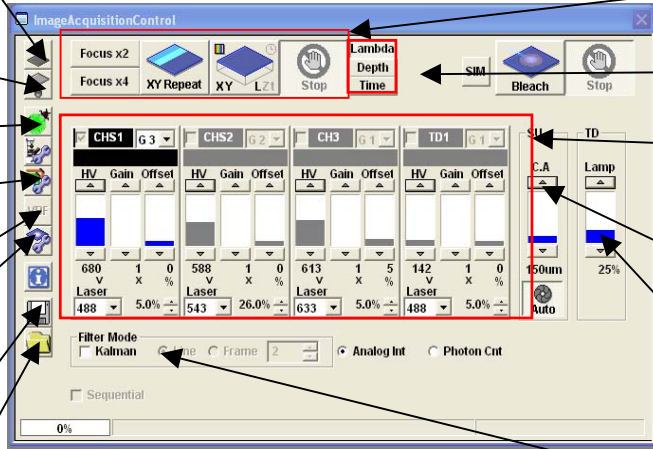 ImageAcquisitionControl
Focus x2
Focus x4
XY Repeat
XY
LZt
Stop
Lambda
Depth
Time
SIM
Bleach
Stop
CHS1 G 3
CHS2 G 2
CH3 G 1
TD1 G 1
SU
TD
HV Gain Offset
HV Gain Offset
HV Gain Offset
HV Gain Offset
C.A
Lamp
680 1 0
588 1 0
613 1 5
142 1 0
150um
25%
V X %
V X %
V X %
V X %
Laser
Laser
Laser
Laser
488 5.0%
543 26.0%
633 5.0%
488 5.0%
Auto
Filter Mode
Kalman Line Frame 2
Analog Int Photon Cnt
Sequential
0%